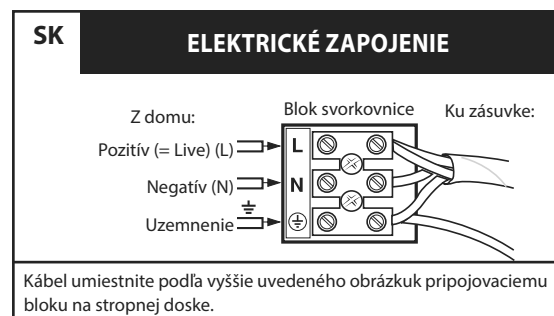 SK
ELEKTRICKÉ ZAPOJENIE
Z domu:
Blok svorkovnice
Ku zásuvke:
Pozitív (= Live) (L)
L
Negatív (N)
N
Uzemnenie
Kábel umiestnite podľa vyššie uvedeného obrázkuk pripojovaciemu
bloku na stropnej doske.